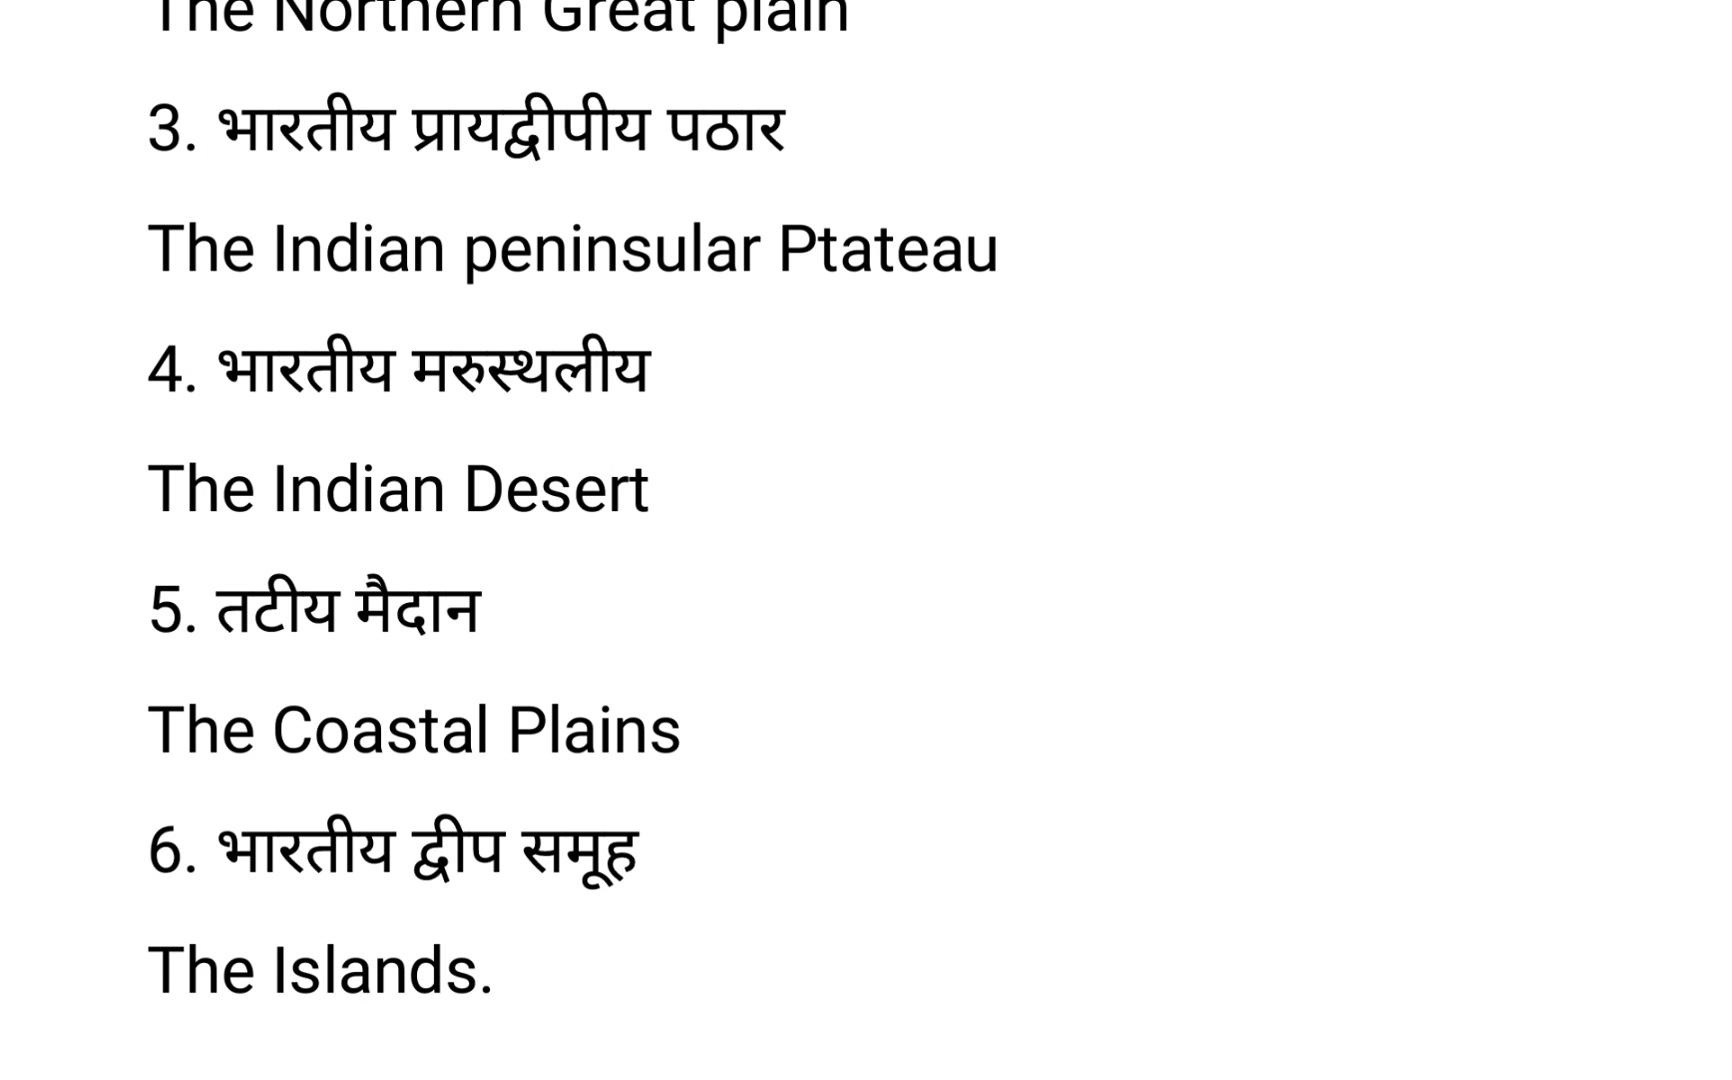 The Northern Great plain
3. भारतीय प्रायद्वीपीय पठार
The Indian peninsular Ptateau
4. भारतीय मरुस्थलीय
The Indian Desert
5. तटीय मैदान
The Coastal Plains
6. भारतीय द्वीप समूह
The Islands.